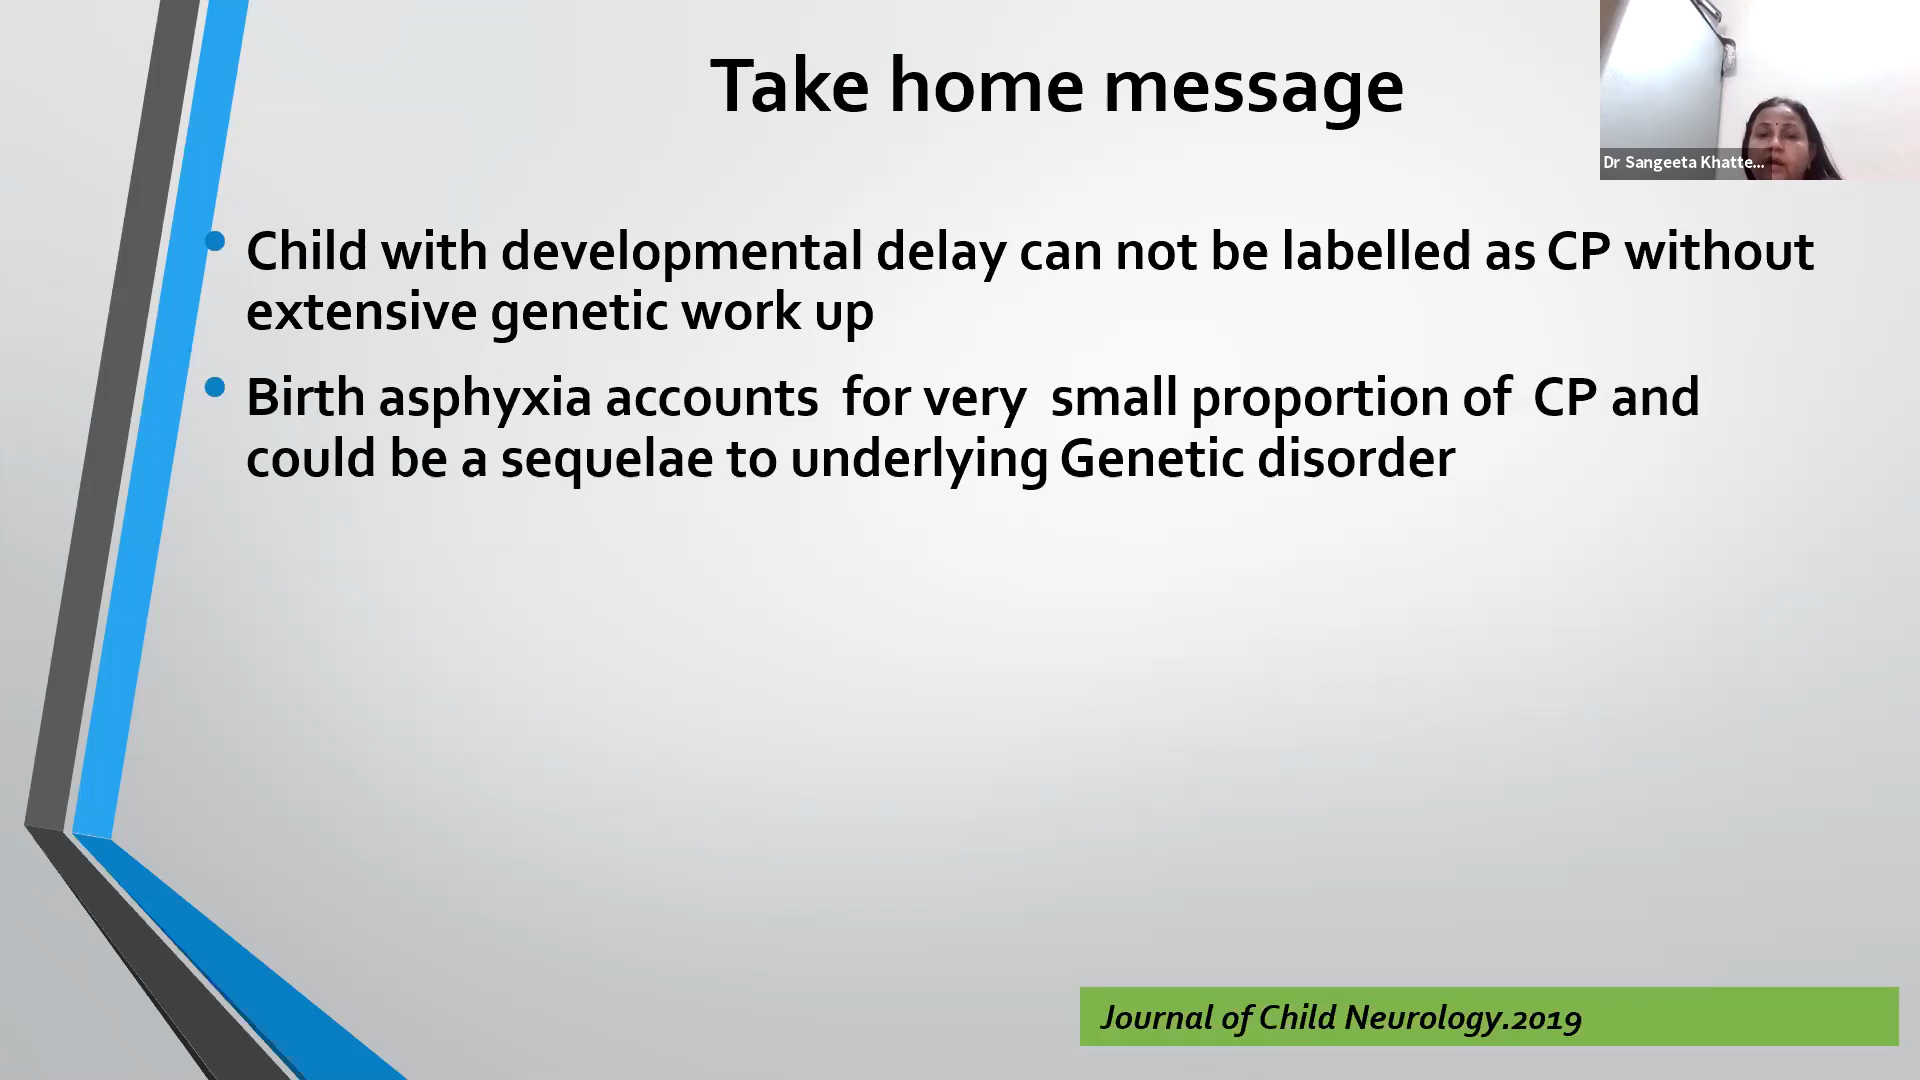 Take home message
Dr Sangeeta Khatte...
• Child with developmental delay can not be labelled as CP without
extensive genetic work up
• Birth asphyxia accounts for very small proportion of CP and
could be a sequelae to underlying Genetic disorder
Journal of Child Neurology.2019